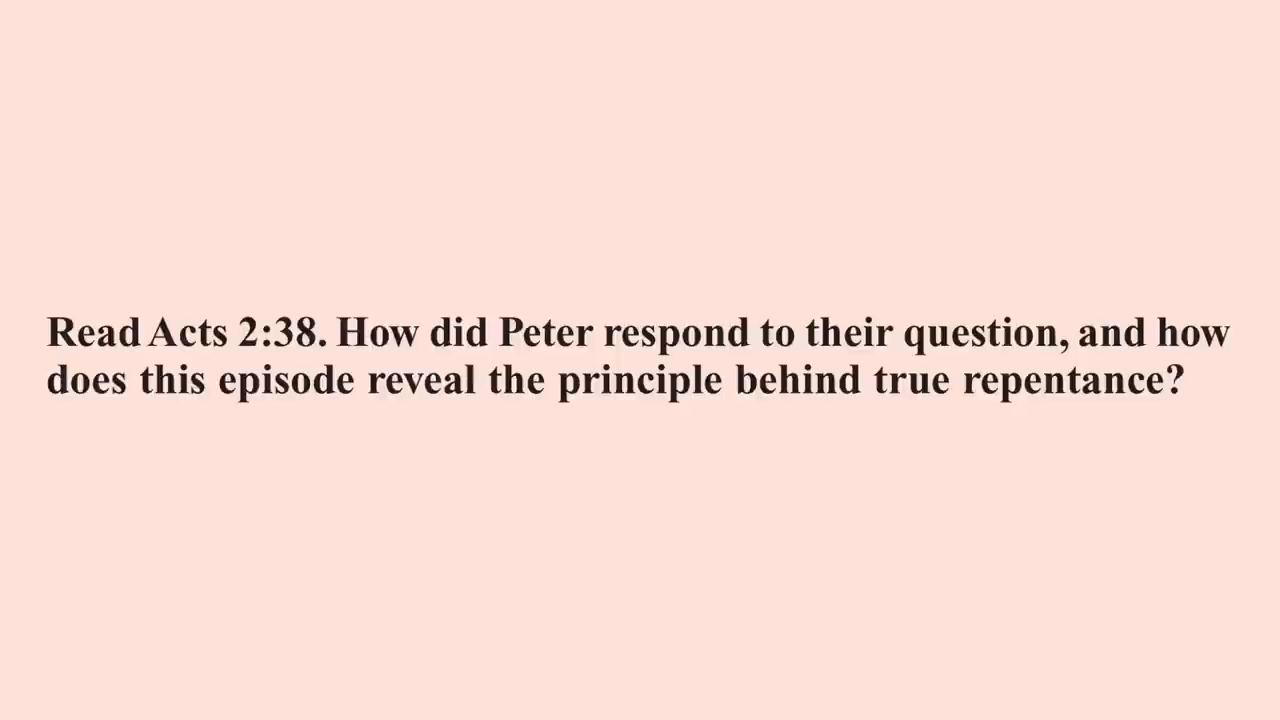 Read Acts 2:38. How did Peter respond to their question, and how
does this episode reveal the principle behind true repentance?